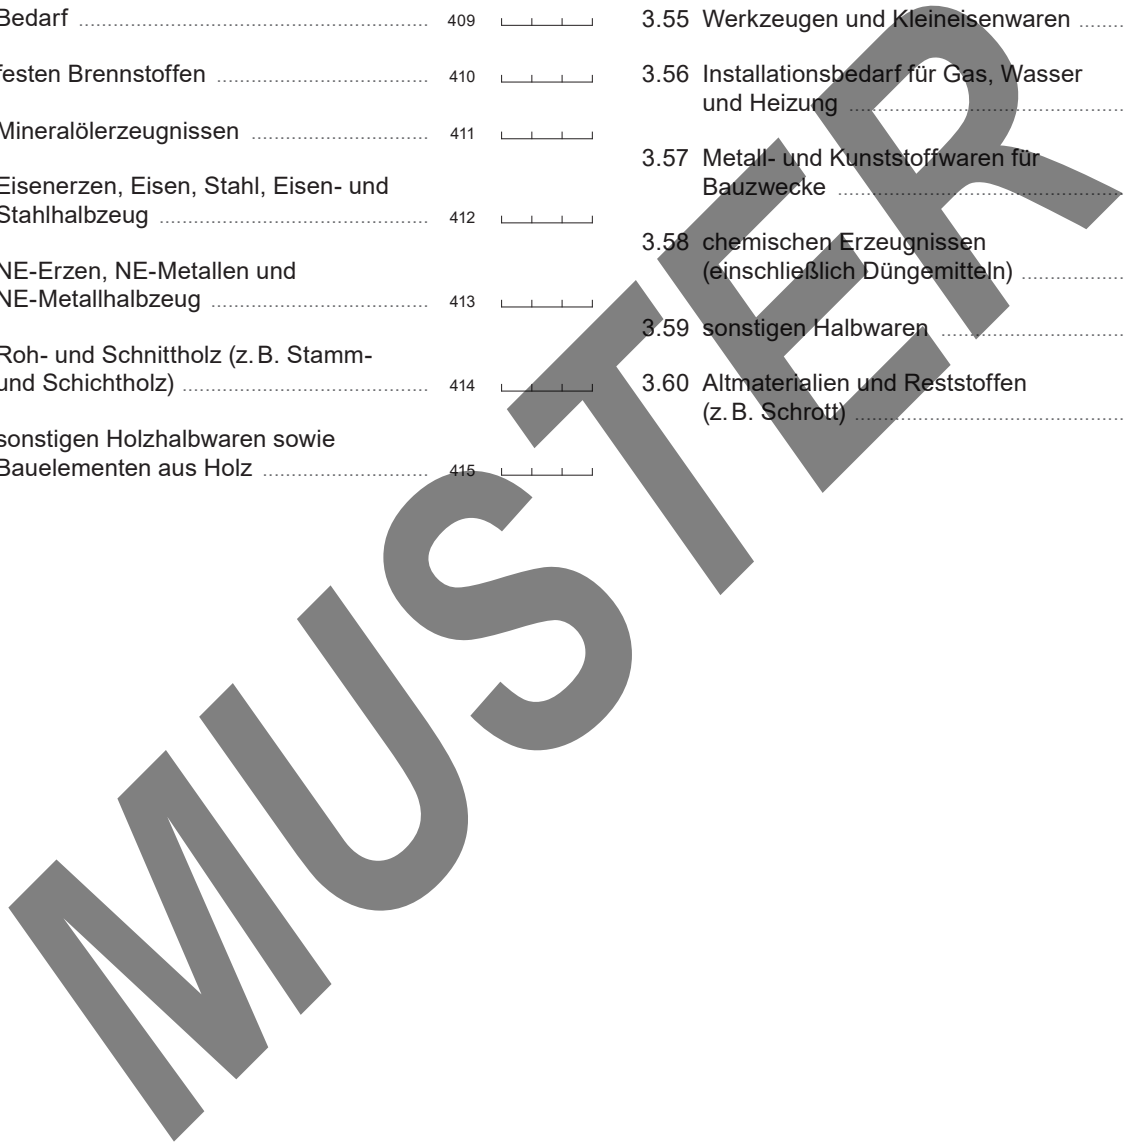 Bedarf ........ 409
festen Brennstoffen ........ 410
Mineralölerzeugnissen ........ 411
Eisenerzen, Eisen, Stahl, Eisen- und
Stahlhalbzeug ........ 412
NE-Erzen, NE-Metallen und
NE-Metallhalbzeug ........ 413
Roh- und Schnittholz (z. B. Stamm-
und Schichtholz) ........ 414
sonstigen Holzhalbwaren sowie
Bauelementen aus Holz ........ 415
3.55 Werkzeugen und Kleineisenwaren ........
3.56 Installationsbedarf für Gas, Wasser
und Heizung ........
3.57 Metall- und Kunststoffwaren für
Bauzwecke ........
3.58 chemischen Erzeugnissen
(einschließlich Düngemitteln) ........
3.59 sonstigen Halbwaren ........
3.60 Altmaterialien und Reststoffen
(z. B. Schrott) ........
MUSTER